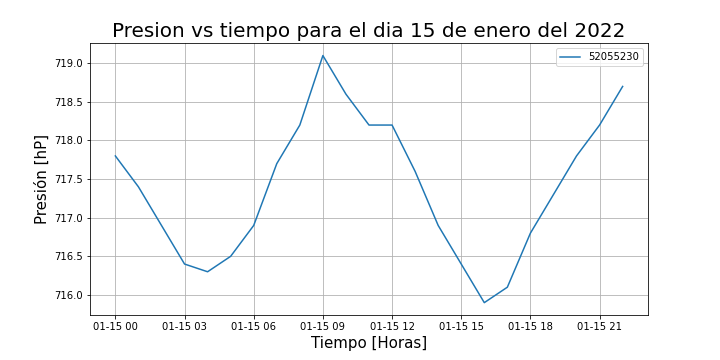 Presion vs tiempo para el dia 15 de enero del 2022
52055230
719.0
718.5
718.0
717.5
717.0
716.5
716.0
Presión [hP]
01-15 00 01-15 03 01-15 06 01-15 09 01-15 12 01-15 15 01-15 18 01-15 21
Tiempo [Horas]